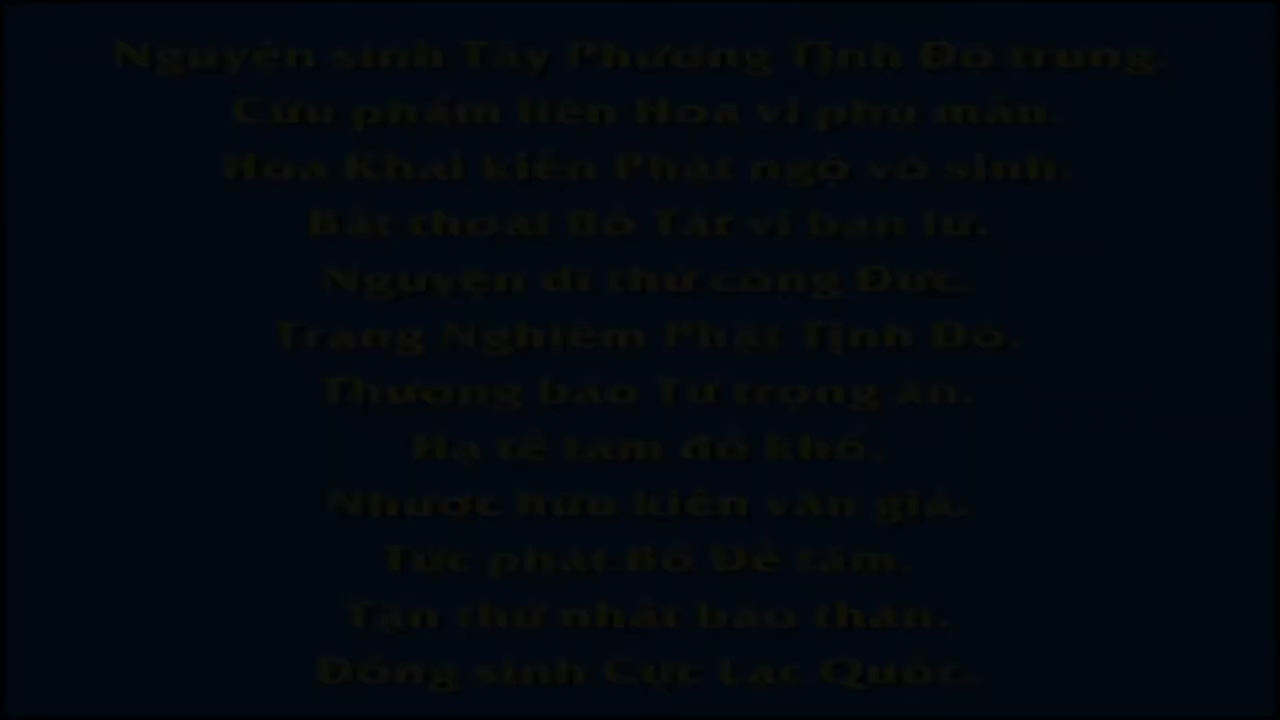 Nguyện sinh Tây Phương Tịnh Độ trung.
Cửu phẩm liên Hoa vi phụ mẫu.
Hoa Khai kiến Phật ngộ vô sinh.
Bất thoái Bồ Tát vi bạn lữ.
Nguyện dĩ thử công Đức.
Trang Nghiêm Phật Tịnh Độ.
Thượng báo Tứ trọng ân.
Hạ tế tam đồ khổ.
Nhược hữu kiến văn giả.
Tức phát Bồ Đề tâm.
Tận thử nhất báo thân.
Đồng sinh Cực Lạc Quốc.